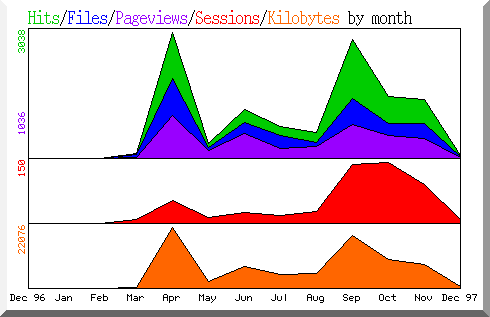 Hits/Files/Pageviews/Sessions/Kilobytes by month
3038
1036
150
22076
Dec 96 Jan Feb Mar Apr May Jun Jul Aug Sep Oct Nov Dec 97